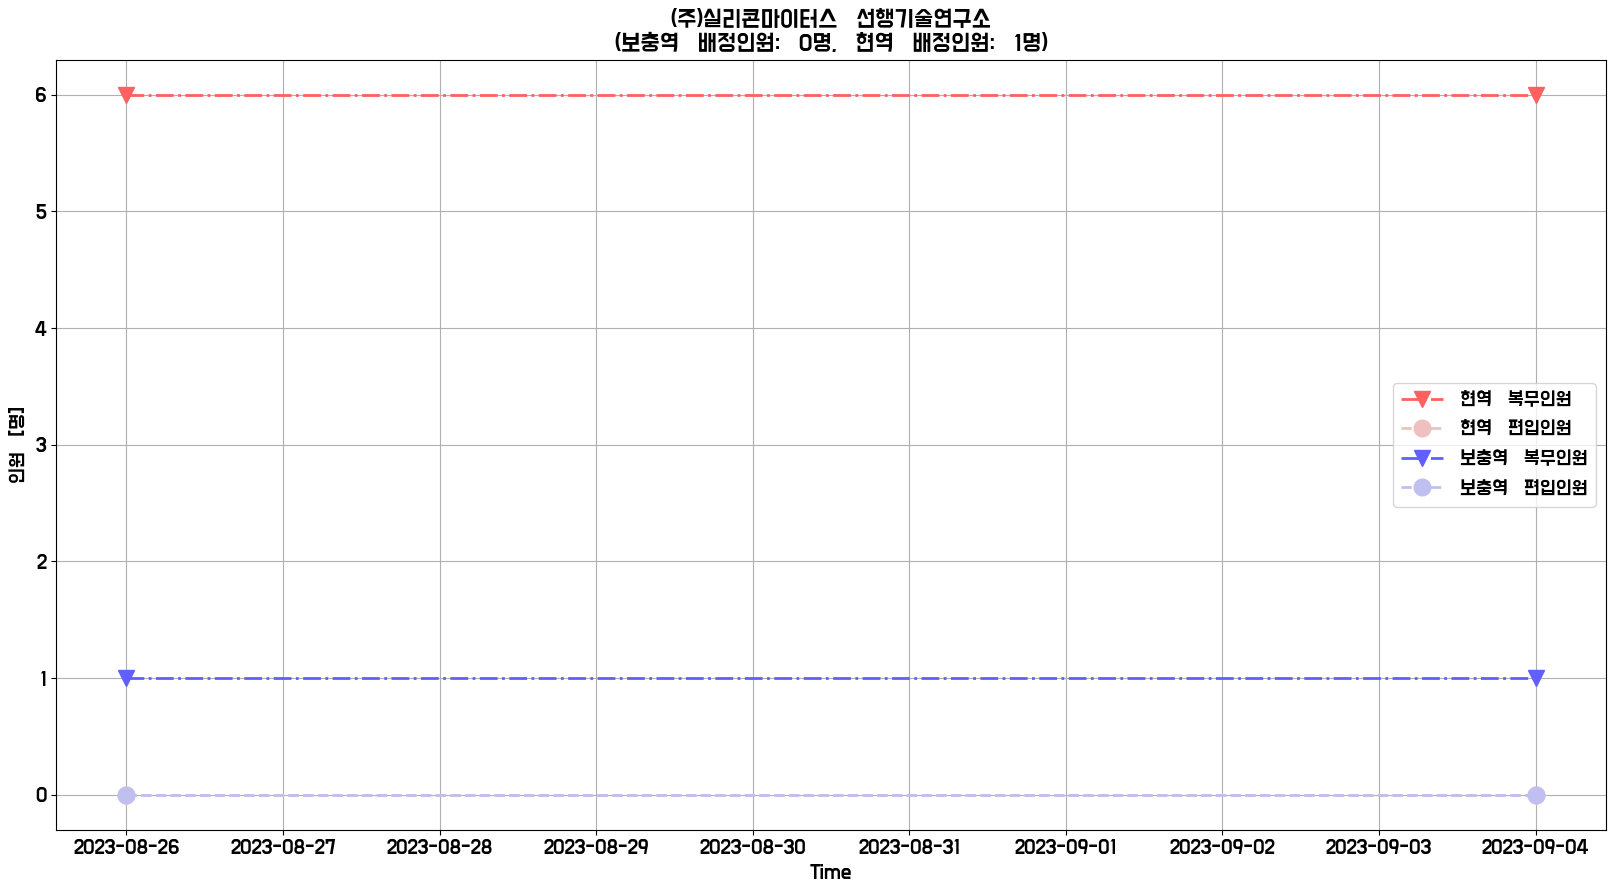 (주)실리콘마이터스 선행기술연구소
(보충역 배정인원: 0명, 현역 배정인원: 1명)
인원 [명]
6
5
4
3
2
1
0
현역 복무인원
현역 편입인원
보충역 복무인원
보충역 편입인원
2023-08-26 2023-08-27 2023-08-28 2023-08-29 2023-08-30 2023-08-31 2023-09-01 2023-09-02 2023-09-03 2023-09-04
Time